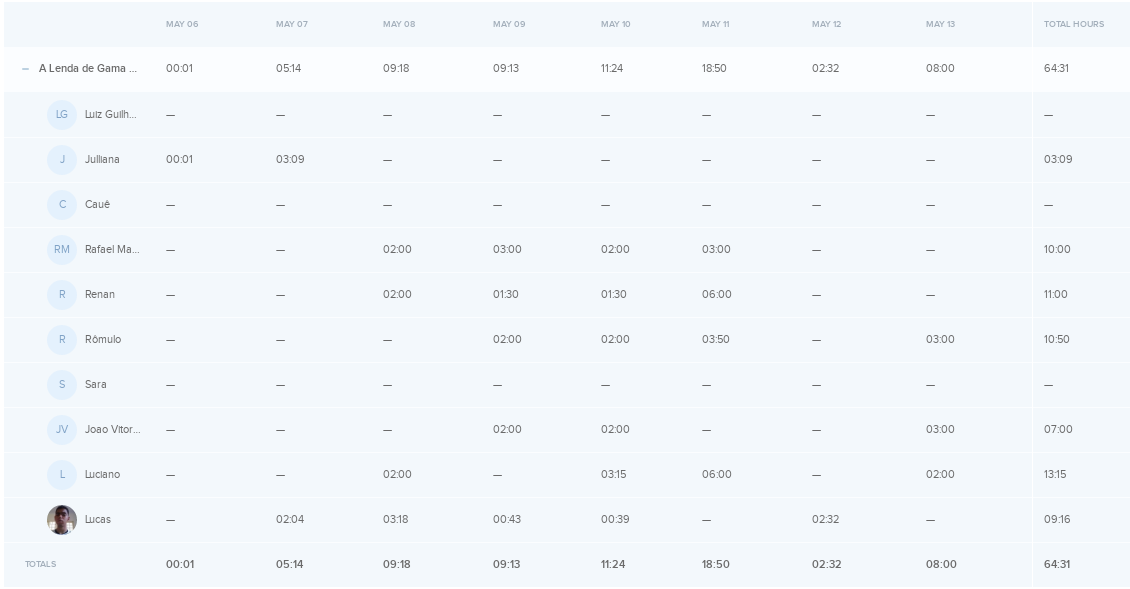 MAY 06 MAY 07 MAY 08 MAY 09 MAY 10 MAY 11 MAY 12 MAY 13 TOTAL HOURS
– A Lenda de Gama ... 00:01 05:14 09:18 09:13 11:24 18:50 02:32 08:00 64:31
LG Luiz Guilh... — — — — — — — — —
J Julliana 00:01 03:09 — — — — — — 03:09
C Cauê — — — — — — — — —
RM Rafael Ma... — — 02:00 03:00 02:00 03:00 — — 10:00
R Renan — — 02:00 01:30 01:30 06:00 — — 11:00
R Rômulo — — — 02:00 02:00 03:50 — 03:00 10:50
S Sara — — — — — — — — —
JV Joao Vitor... — — — 02:00 02:00 — — 03:00 07:00
L Luciano — — 02:00 — 03:15 06:00 — 02:00 13:15
Lucas — 02:04 03:18 00:43 00:39 — 02:32 — 09:16
TOTALS 00:01 05:14 09:18 09:13 11:24 18:50 02:32 08:00 64:31